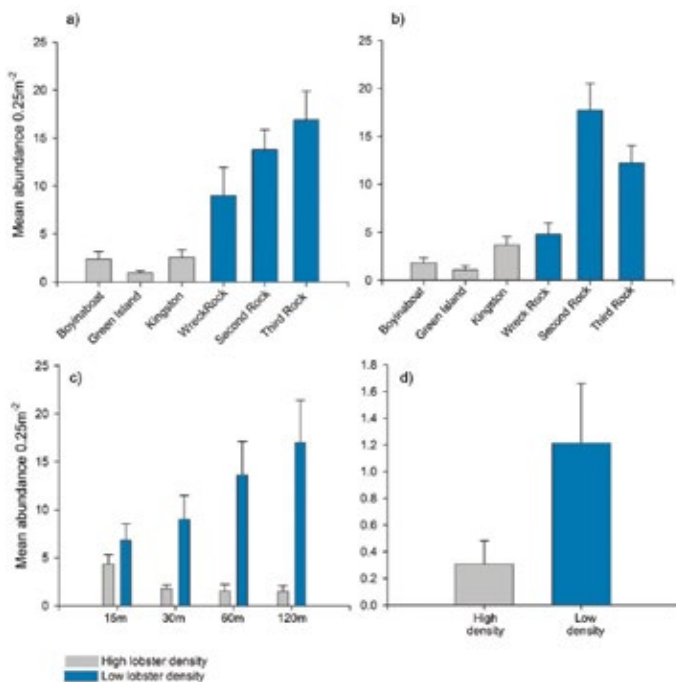 a)
25
20
15
10
5
0
Mean abundance 0.25m⁻²
Boyinaboat
Green Island
Kingston
WreckRock
Second Rock
Third Rock
b)
25
20
15
10
5
0
Boyinaboat
Green Island
Kingston
Wreck Rock
Second Rock
Third Rock
c)
25
20
15
10
5
0
Mean abundance 0.25m⁻²
15m
30m
60m
120m
d)
1.8
1.6
1.4
1.2
1.0
0.8
0.6
0.4
0.2
0.0
High
density
Low
density
High lobster density
Low lobster density